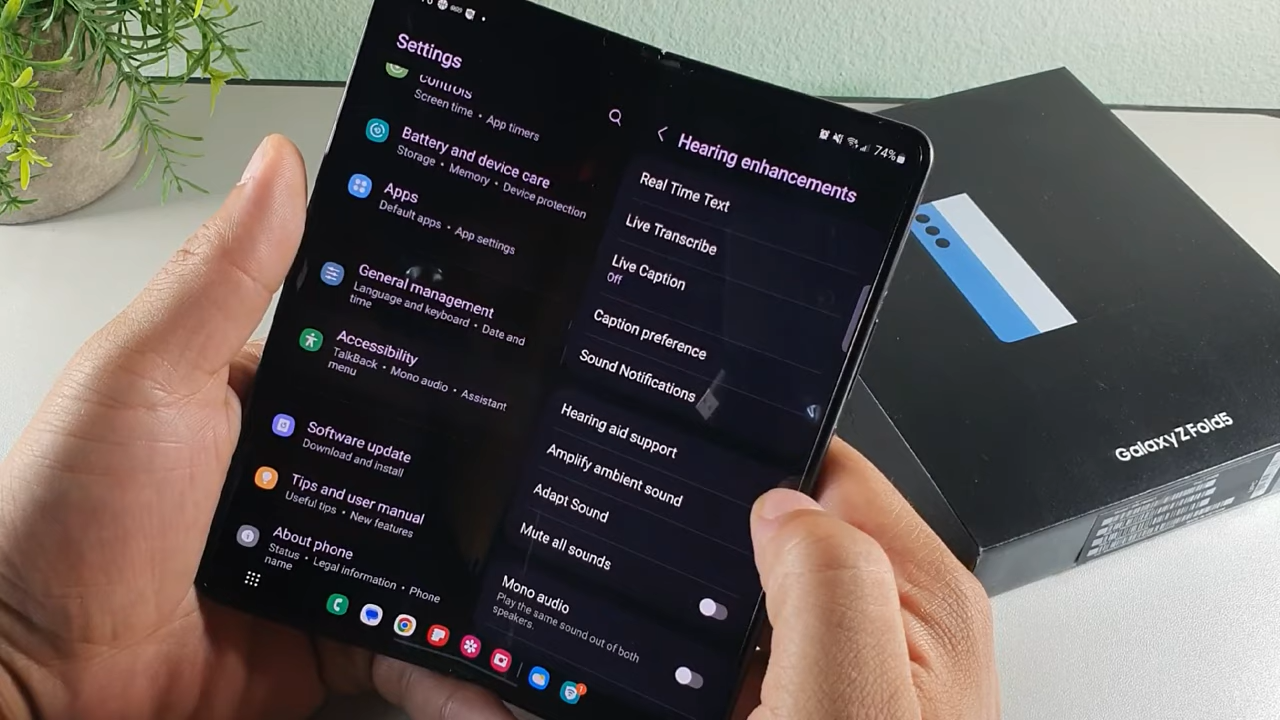 Settings
controls
Screen time • App timers
Battery and device care
Storage • Memory • Device protection
Apps
Default apps • App settings
General management
Language and keyboard • Date and
time
Accessibility
TalkBack • Mono audio • Assistant
menu
Software update
Download and install
Tips and user manual
Useful tips • New features
About phone
Status • Legal information • Phone
name
74%
Hearing enhancements
Real Time Text
Live Transcribe
Live Caption
Off
Caption preference
Sound Notifications
Hearing aid support
Amplify ambient sound
Adapt Sound
Mute all sounds
Mono audio
Play the same sound out of both
speakers.
Galaxy Z Fold5